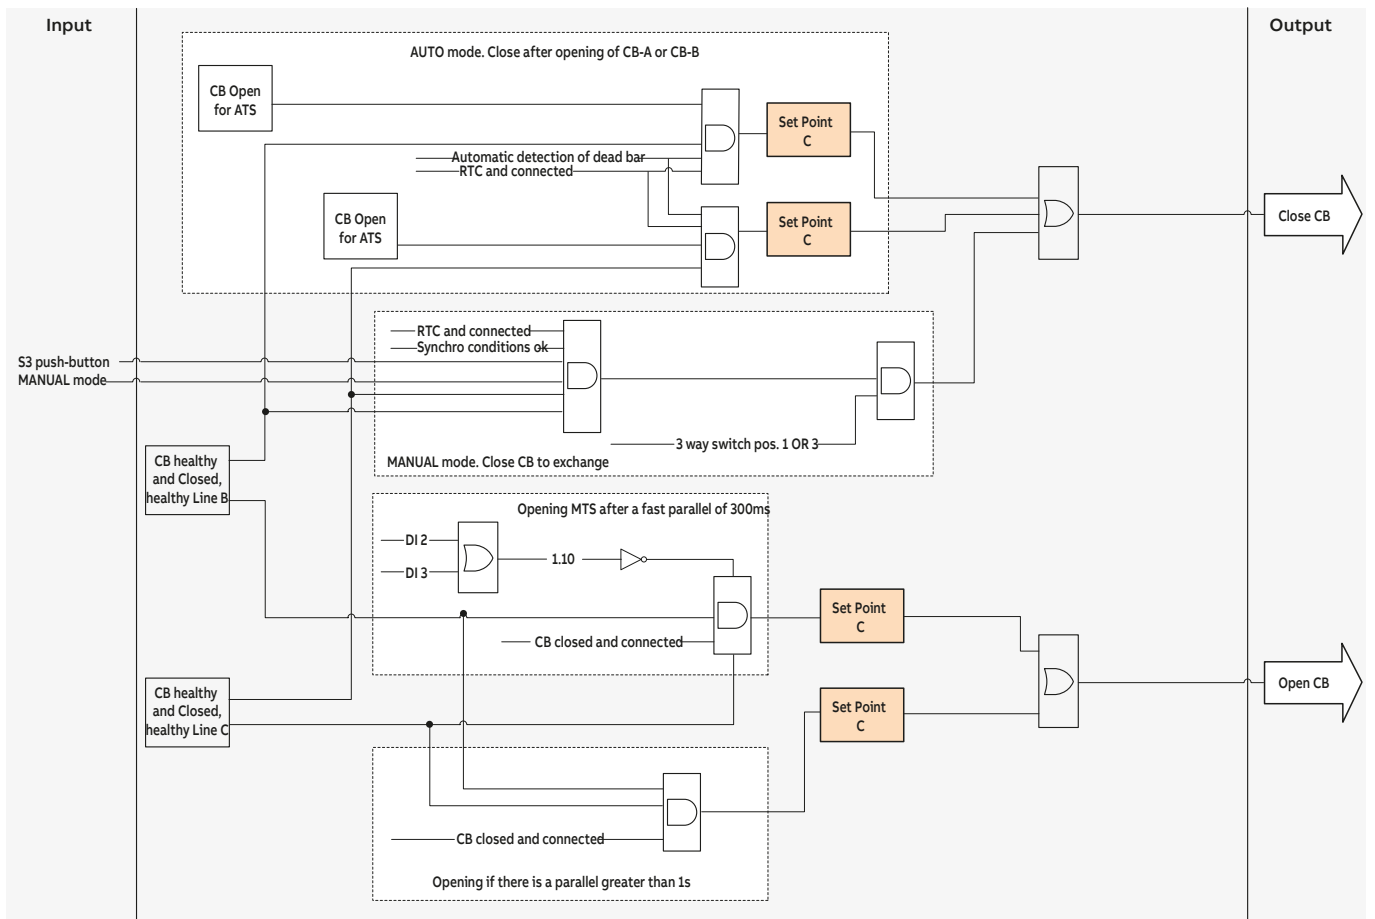 Input
Output
AUTO mode. Close after opening of CB-A or CB-B
CB Open
for ATS
Set Point
C
Automatic detection of dead bar
RTC and connected
CB Open
for ATS
Set Point
C
Close CB
RTC and connected
Synchro conditions ok
S3 push-button
MANUAL mode
3 way switch pos. 1 OR 3
MANUAL mode. Close CB to exchange
CB healthy
and Closed,
healthy Line B
Opening MTS after a fast parallel of 300ms
DI 2
1.10
DI 3
Set Point
C
CB closed and connected
CB healthy
and Closed,
healthy Line C
Set Point
C
Open CB
CB closed and connected
Opening if there is a parallel greater than 1s